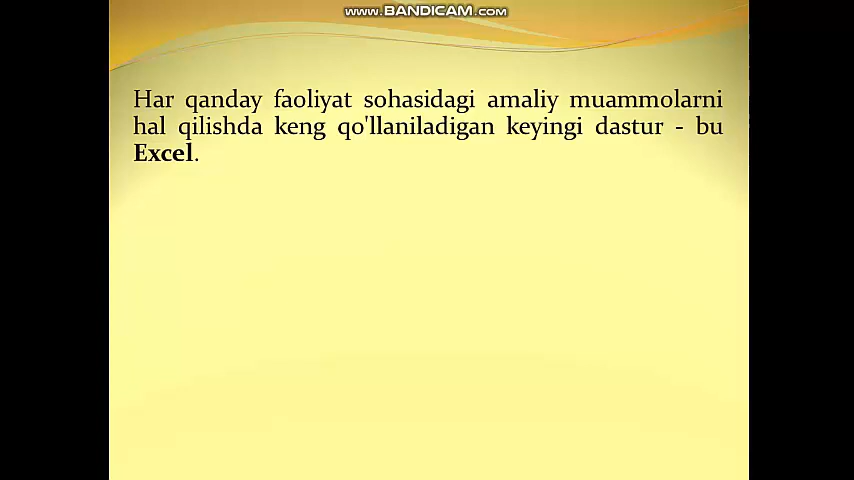 www.BANDICAM.com
Har qanday faoliyat sohasidagi amaliy muammolarni
hal qilishda keng qo'llaniladigan keyingi dastur - bu
Excel.